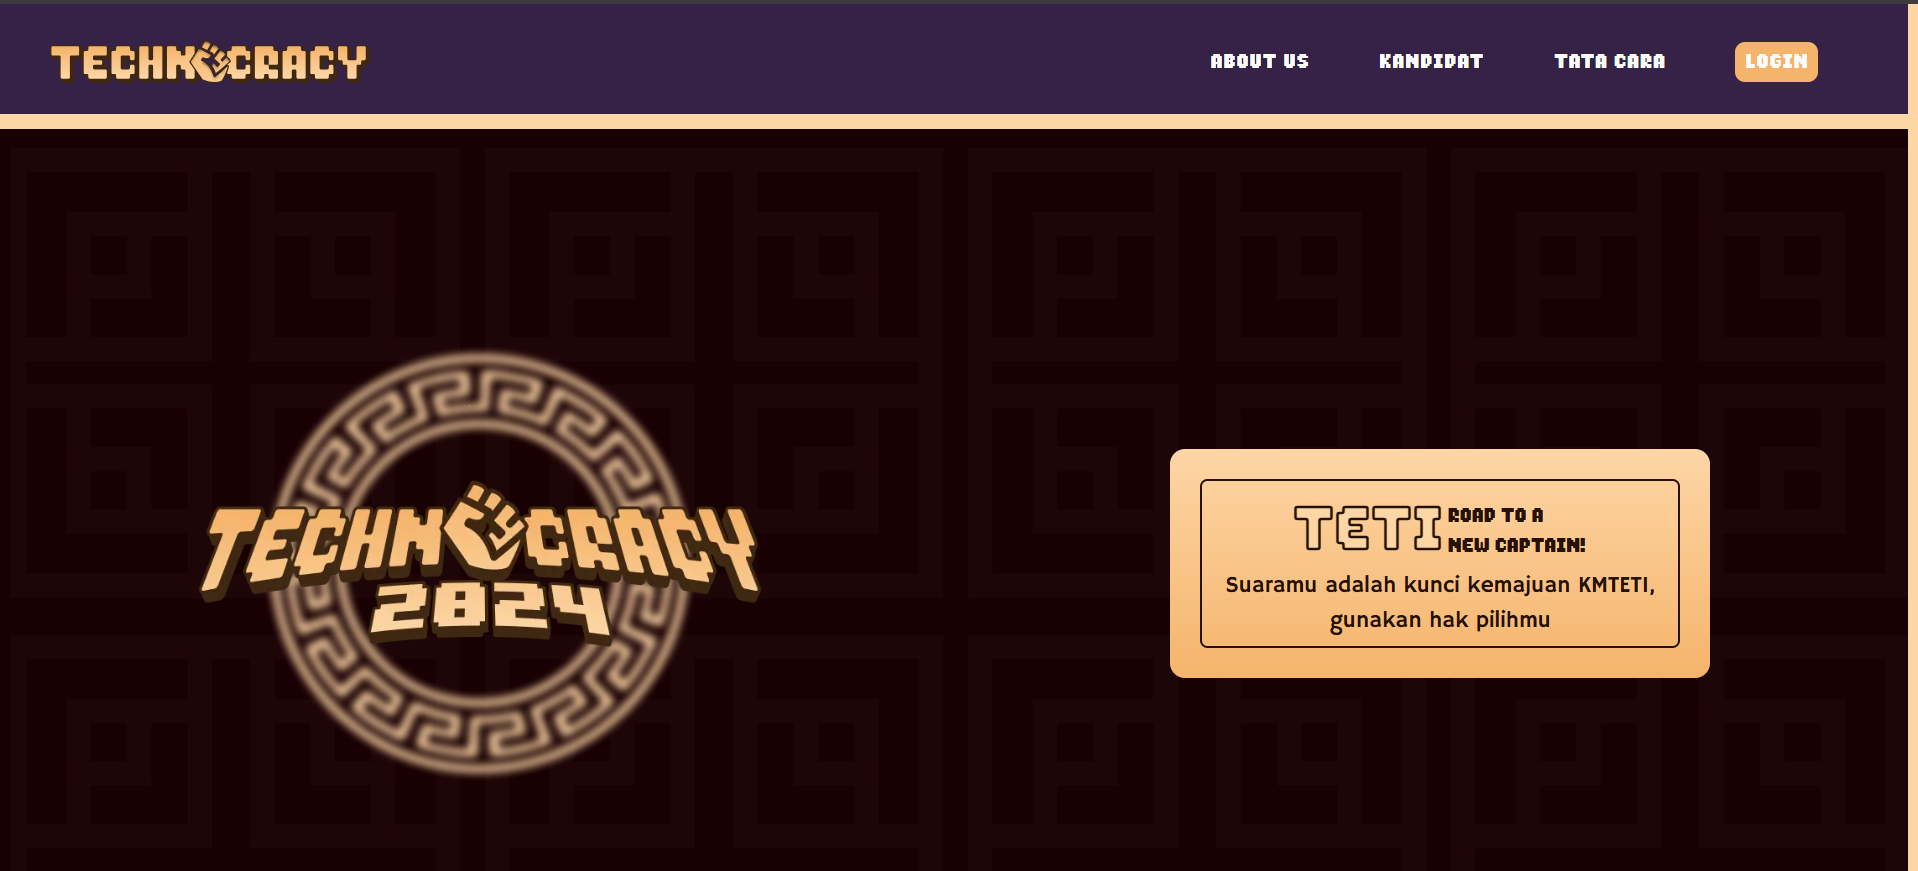 TECHNOCRACY
ABOUT US
KANDIDAT
TATA CARA
LOGIN
TECHNOCRACY
2024
TETI
ROAD TO A
NEW CAPTAIN!
Suaramu adalah kunci kemajuan KMTETI,
gunakan hak pilihmu